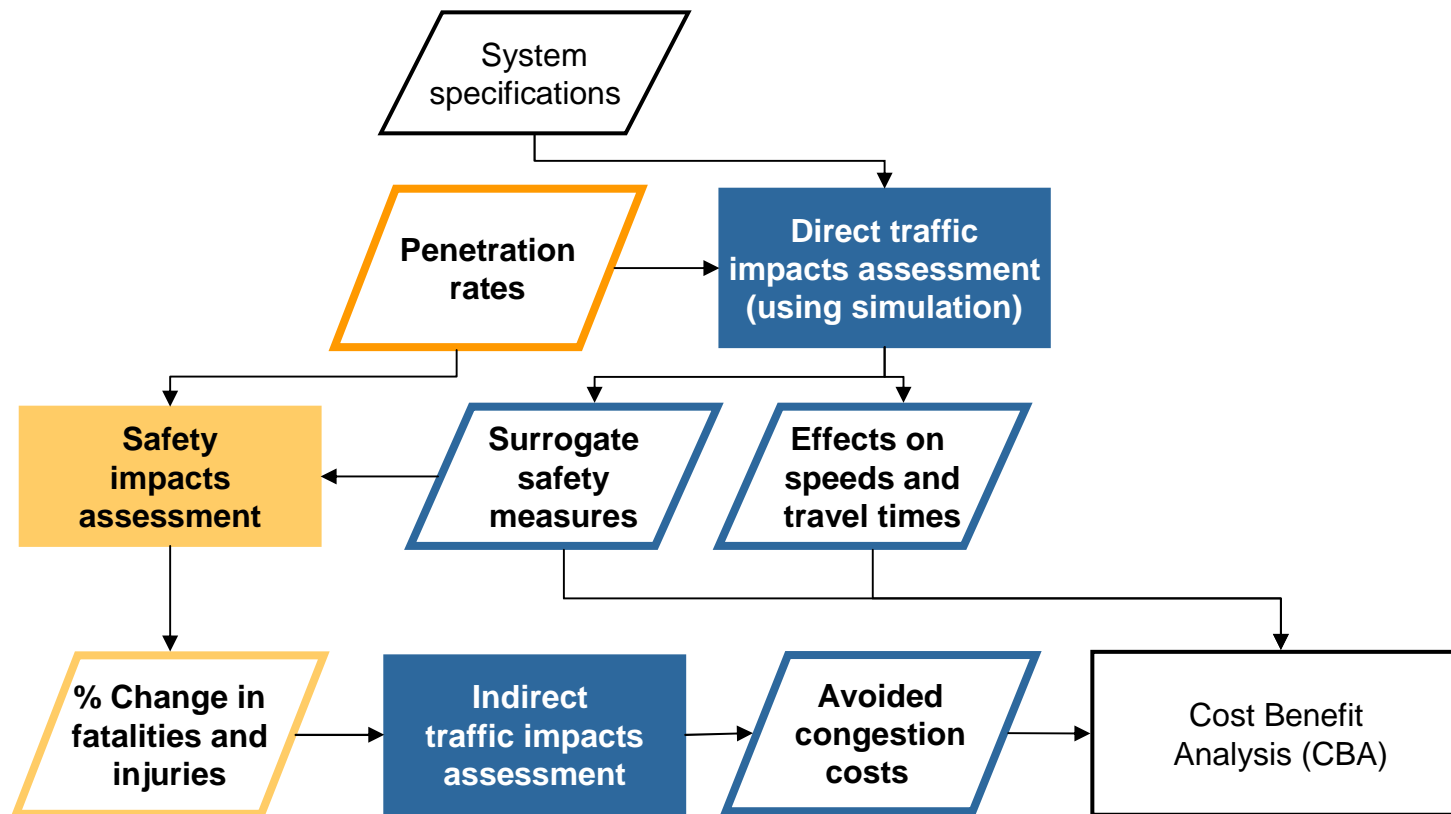 System
specifications
Penetration
rates
Direct traffic
impacts assessment
(using simulation)
Safety
impacts
assessment
Surrogate
safety
measures
Effects on
speeds and
travel times
% Change in
fatalities and
injuries
Indirect
traffic impacts
assessment
Avoided
congestion
costs
Cost Benefit
Analysis (CBA)